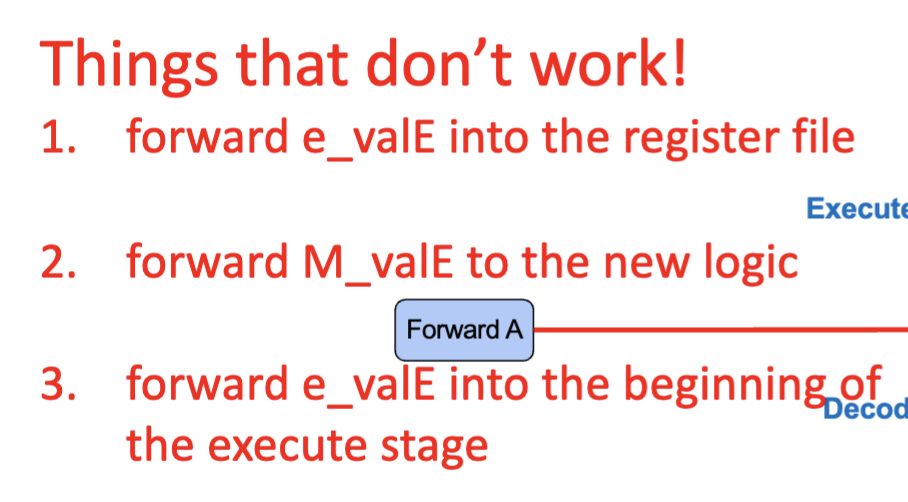 Things that don’t work!
1. forward e_valE into the register file
Execute
2. forward M_valE to the new logic
Forward A
3. forward e_valE into the beginning of
Decod
the execute stage